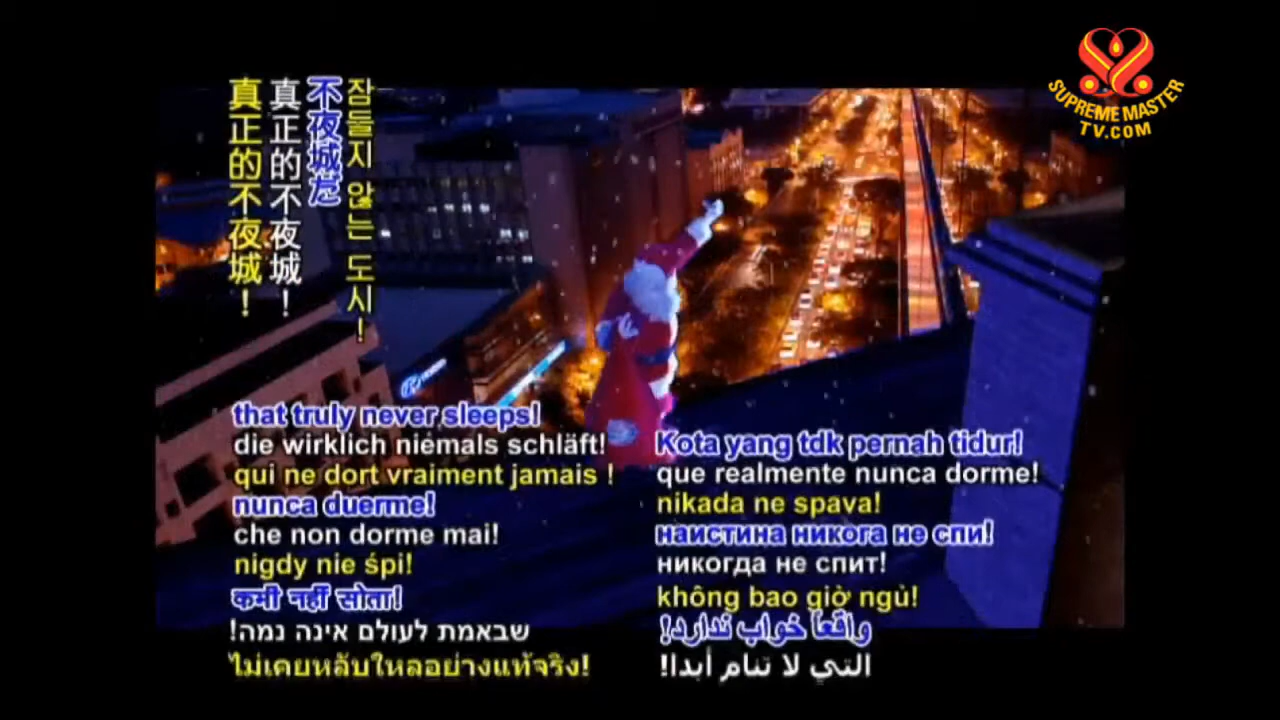 잠들지 않는 도시!
不夜城だ
真正的不夜城!
真正的不夜城!
SUPREME MASTER
TV.COM
that truly never sleeps!
die wirklich niemals schläft!
qui ne dort vraiment jamais !
nunca duerme!
che non dorme mai!
nigdy nie śpi!
कभी नहीं सोता!
שבאמת לעולם אינה נמה!
ไม่เคยหลับใหลอย่างแท้จริง!
Kota yang tdk pernah tidur!
que realmente nunca dorme!
nikada ne spava!
наистина никога не спи!
никогда не спит!
không bao giờ ngủ!
واقعاً خواب ندارد!
التي لا تنام أبدا!